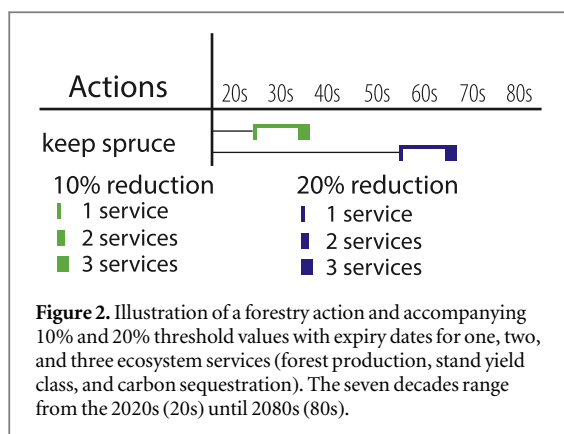 Actions 20s 30s 40s 50s 60s 70s 80s
keep spruce
10% reduction 20% reduction
1 service 1 service
2 services 2 services
3 services 3 services
Figure 2. Illustration of a forestry action and accompanying
10% and 20% threshold values with expiry dates for one, two,
and three ecosystem services (forest production, stand yield
class, and carbon sequestration). The seven decades range
from the 2020s (20s) until 2080s (80s).